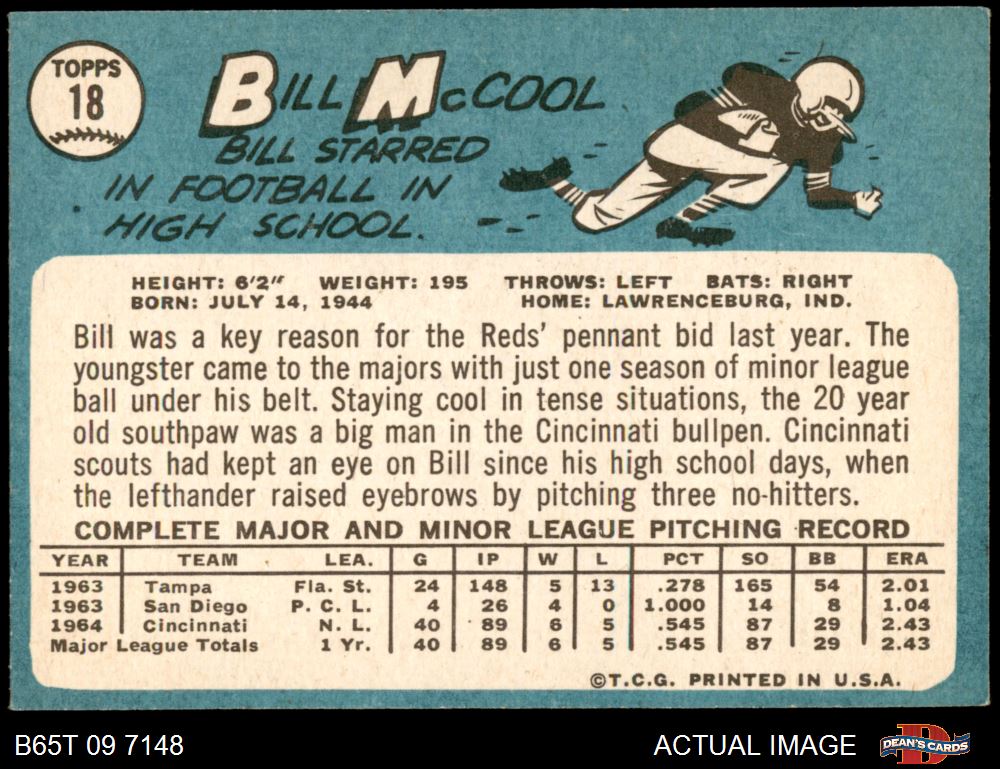 TOPPS
18
BILL McCOOL
BILL STARRED
IN FOOTBALL IN
HIGH SCHOOL.
HEIGHT: 6'2" WEIGHT: 195 THROWS: LEFT BATS: RIGHT
BORN: JULY 14, 1944 HOME: LAWRENCEBURG, IND.
Bill was a key reason for the Reds' pennant bid last year. The
youngster came to the majors with just one season of minor league
ball under his belt. Staying cool in tense situations, the 20 year
old southpaw was a big man in the Cincinnati bullpen. Cincinnati
scouts had kept an eye on Bill since his high school days, when
the lefthander raised eyebrows by pitching three no-hitters.
COMPLETE MAJOR AND MINOR LEAGUE PITCHING RECORD
YEAR TEAM LEA. G IP W L PCT SO BB ERA
1963 Tampa Fla. St. 24 148 5 13 .278 165 54 2.01
1963 San Diego P. C. L. 4 26 4 0 1.000 14 8 1.04
1964 Cincinnati N. L. 40 89 6 5 .545 87 29 2.43
Major League Totals 1 Yr. 40 89 6 5 .545 87 29 2.43
©T.C.G. PRINTED IN U.S.A.
B65T 09 7148 ACTUAL IMAGE DEAN'S CARDS